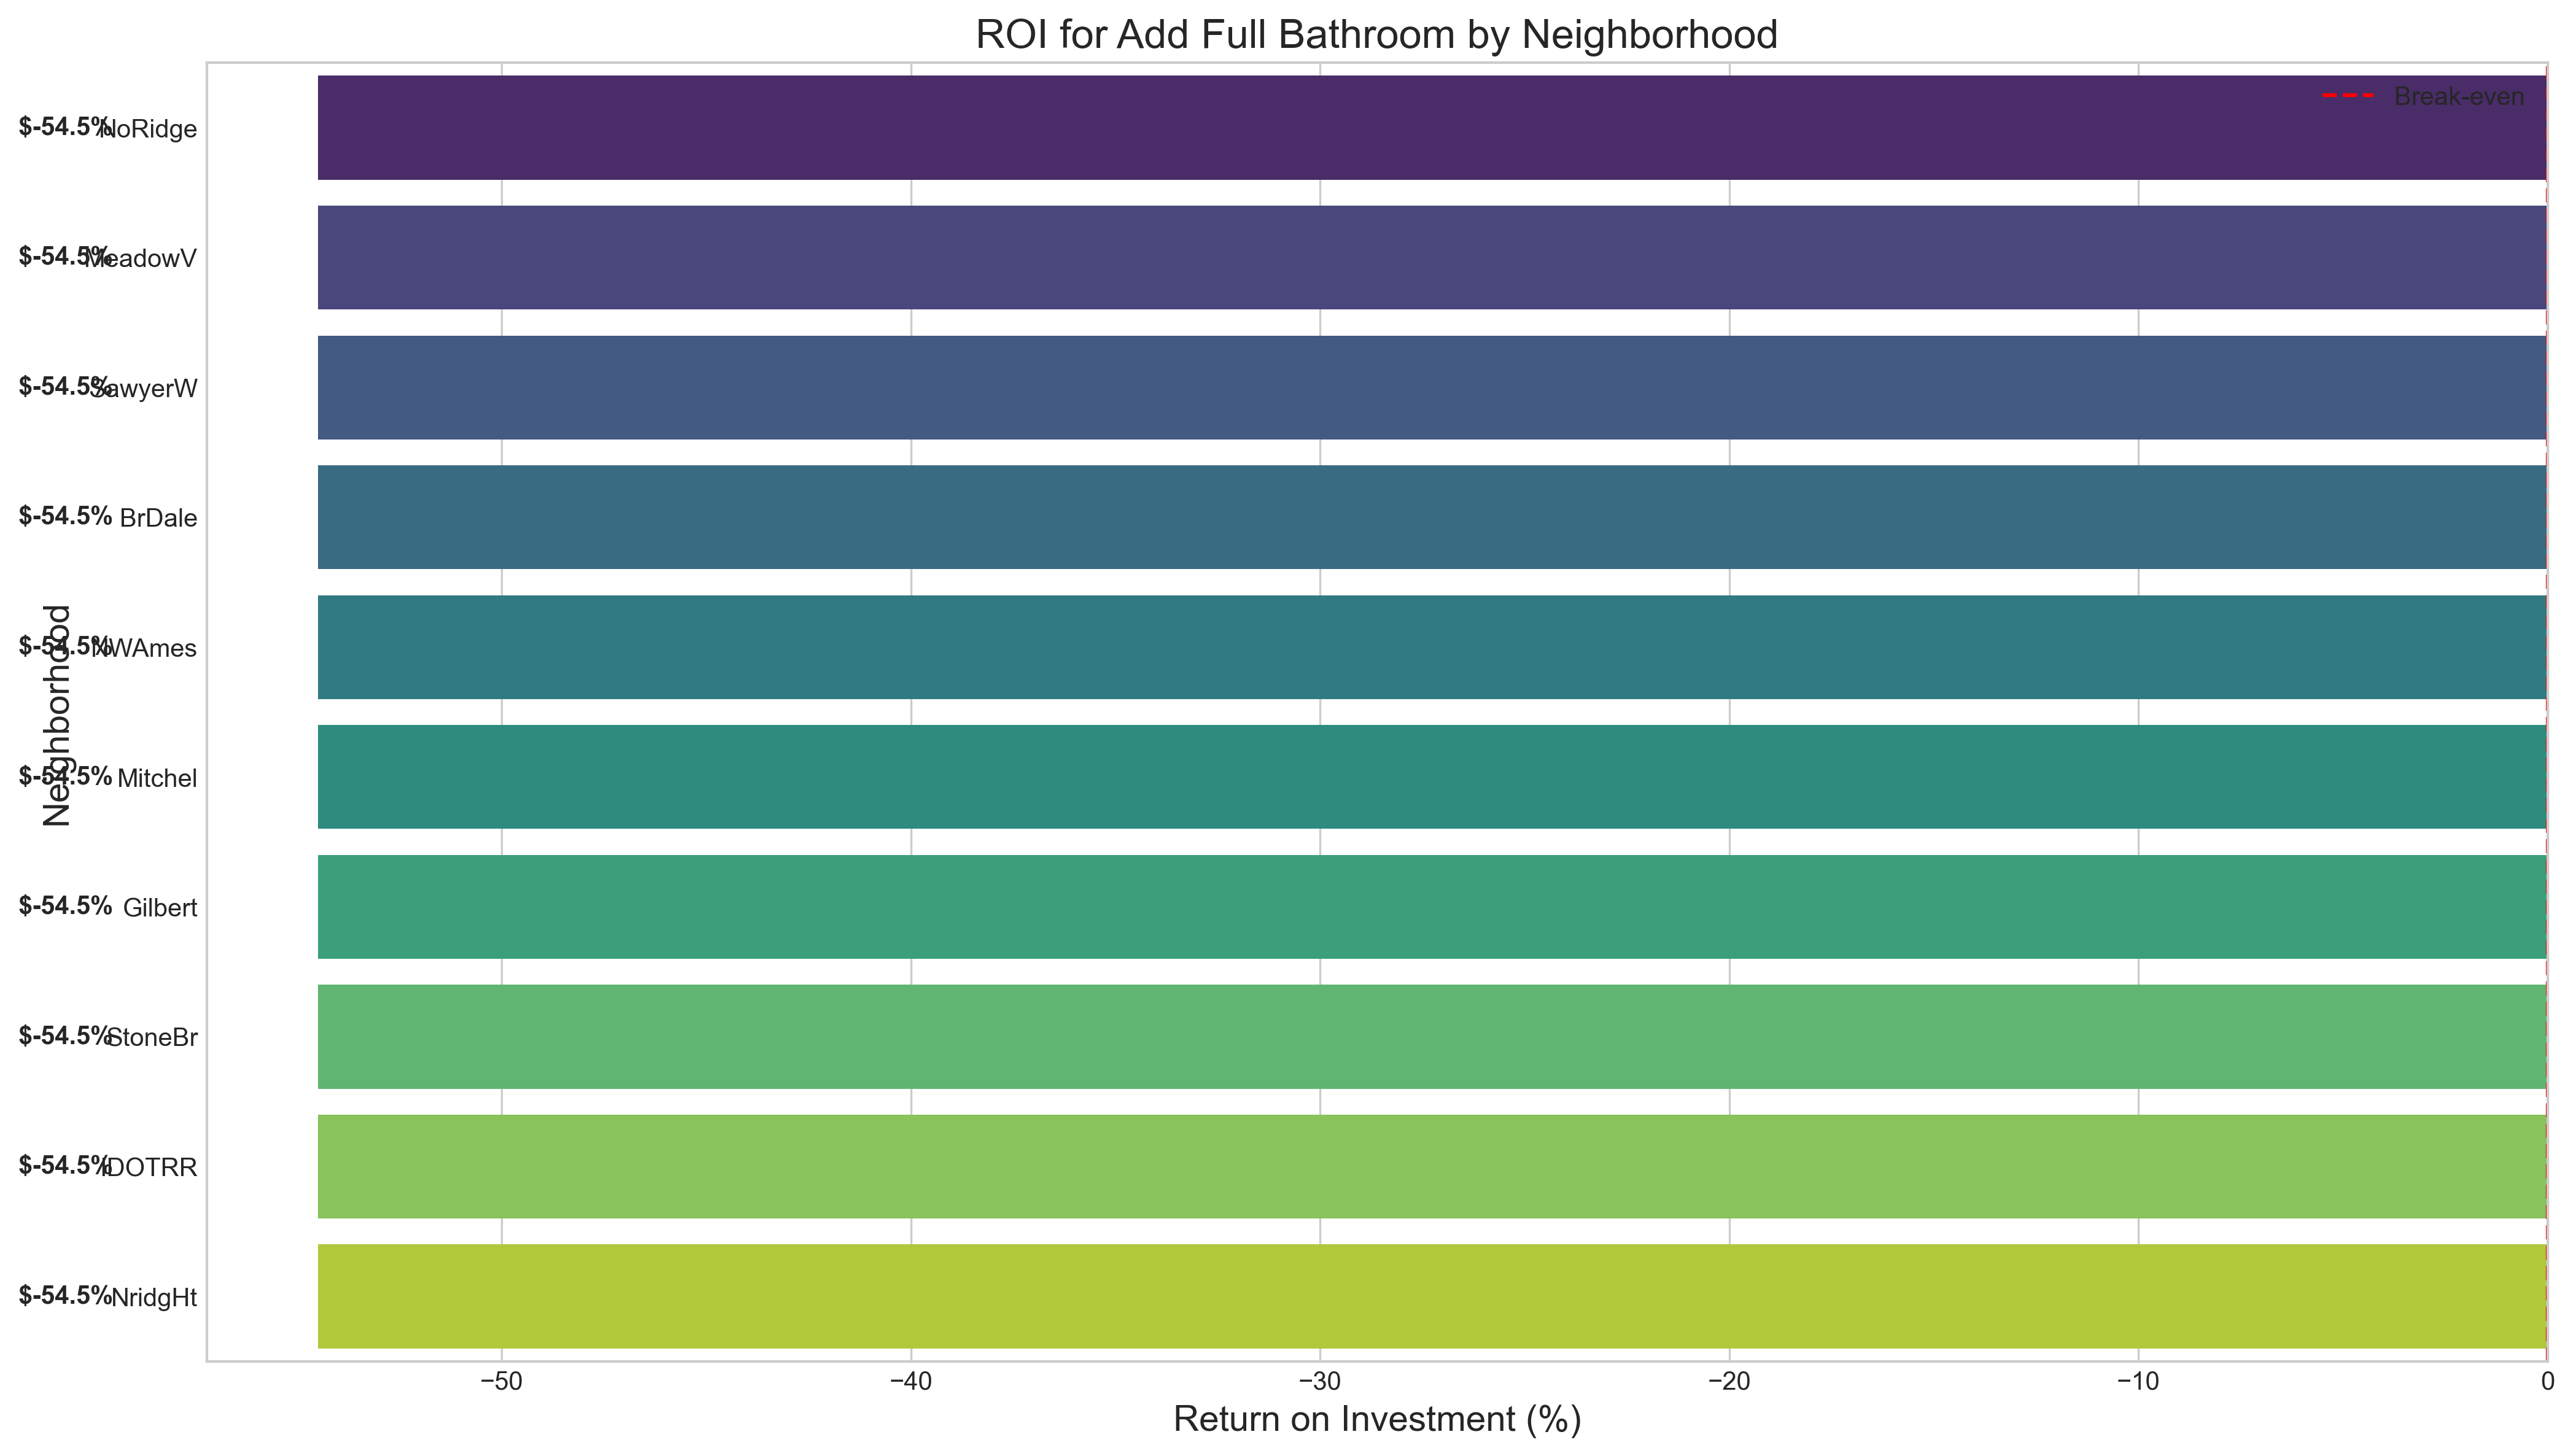 ROI for Add Full Bathroom by Neighborhood
Break-even
$-54.5% NoRidge
$-54.5% MeadowV
$-54.5% SawyerW
$-54.5% BrDale
$-54.5% NWAmes
$-54.5% Mitchel
$-54.5% Gilbert
$-54.5% StoneBr
$-54.5% IDOTRR
$-54.5% NridgHt
Neighborhood
−50 −40 −30 −20 −10 0
Return on Investment (%)